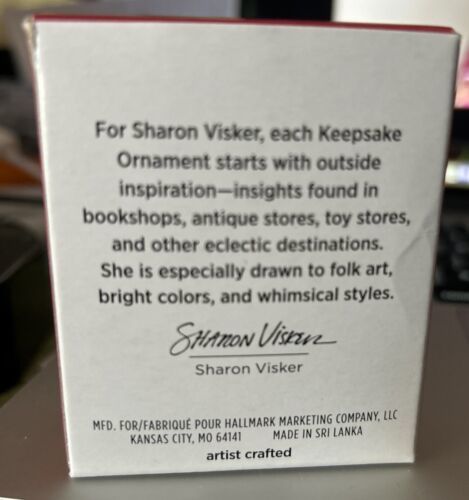 For Sharon Visker, each Keepsake
Ornament starts with outside
inspiration—insights found in
bookshops, antique stores, toy stores,
and other eclectic destinations.
She is especially drawn to folk art,
bright colors, and whimsical styles.
SHARON VISKER
Sharon Visker
MFD. FOR/FABRIQUÉ POUR HALLMARK MARKETING COMPANY, LLC
KANSAS CITY, MO 64141 MADE IN SRI LANKA
artist crafted